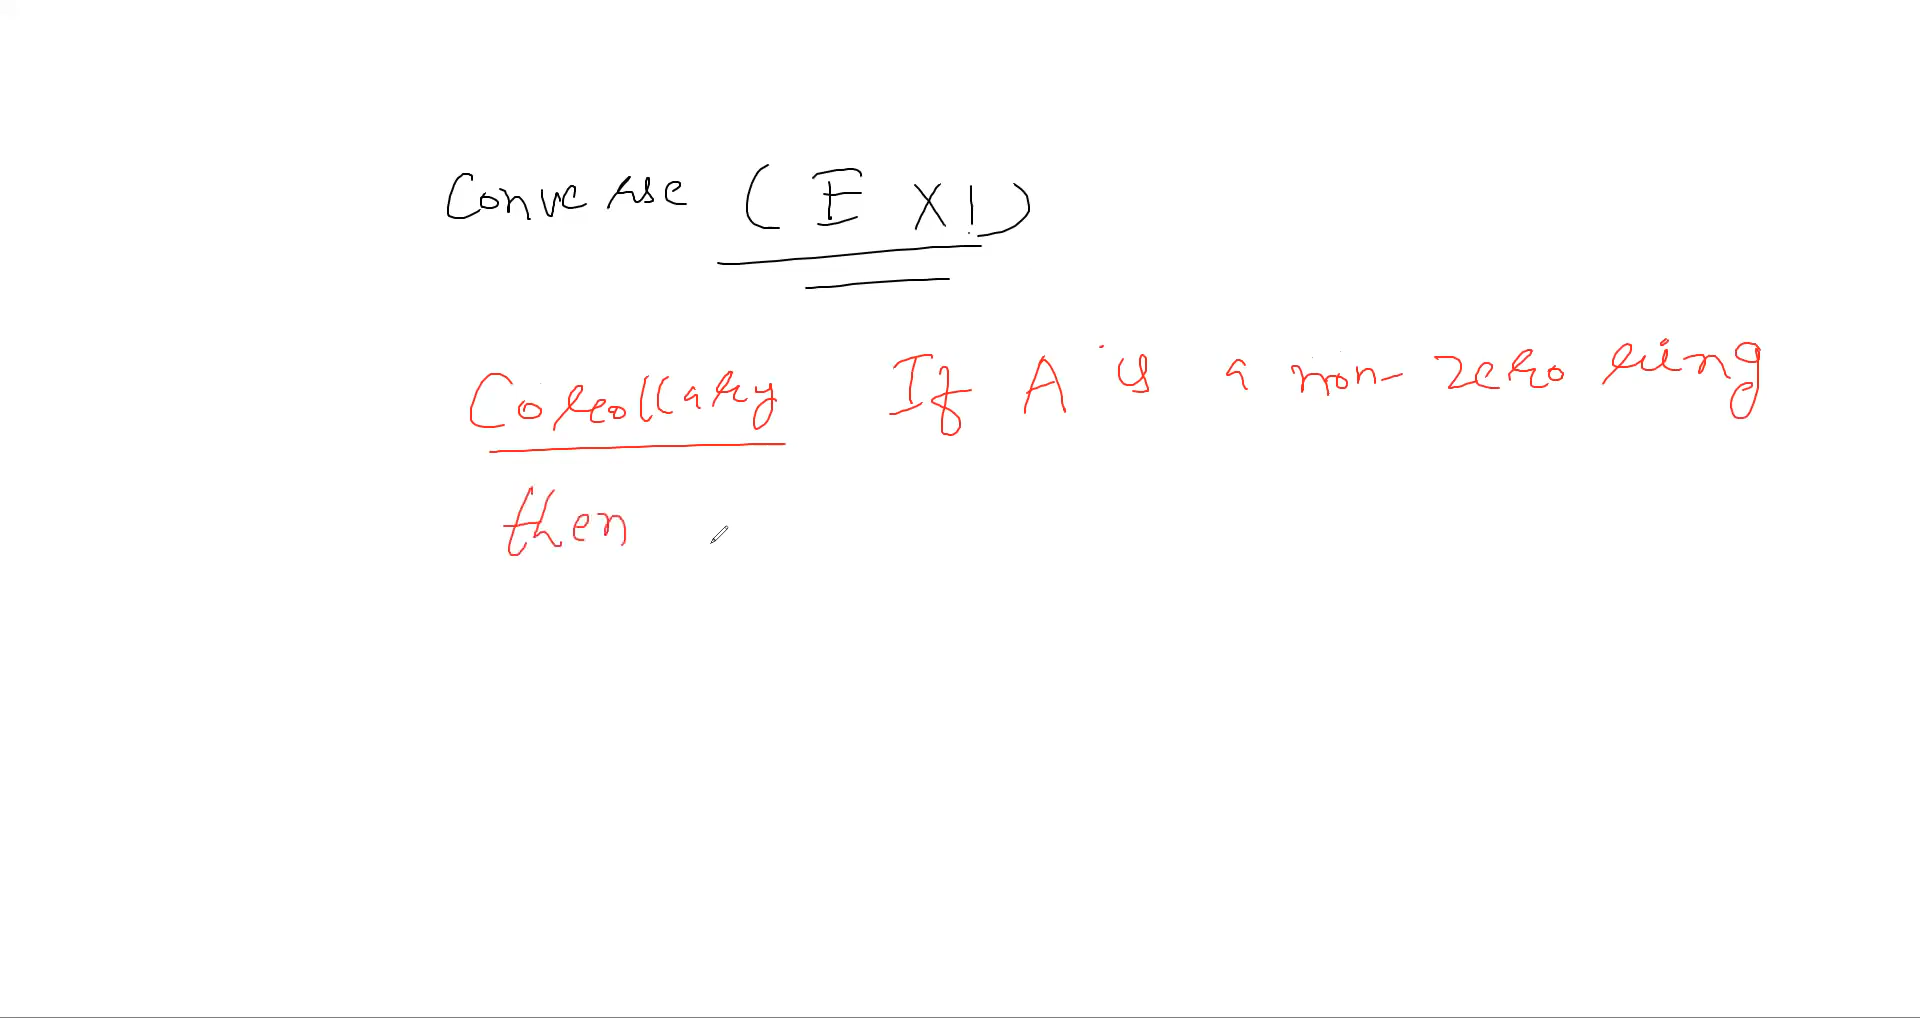 Converse (EX!)
Corollary If A is a non-zero ring
then